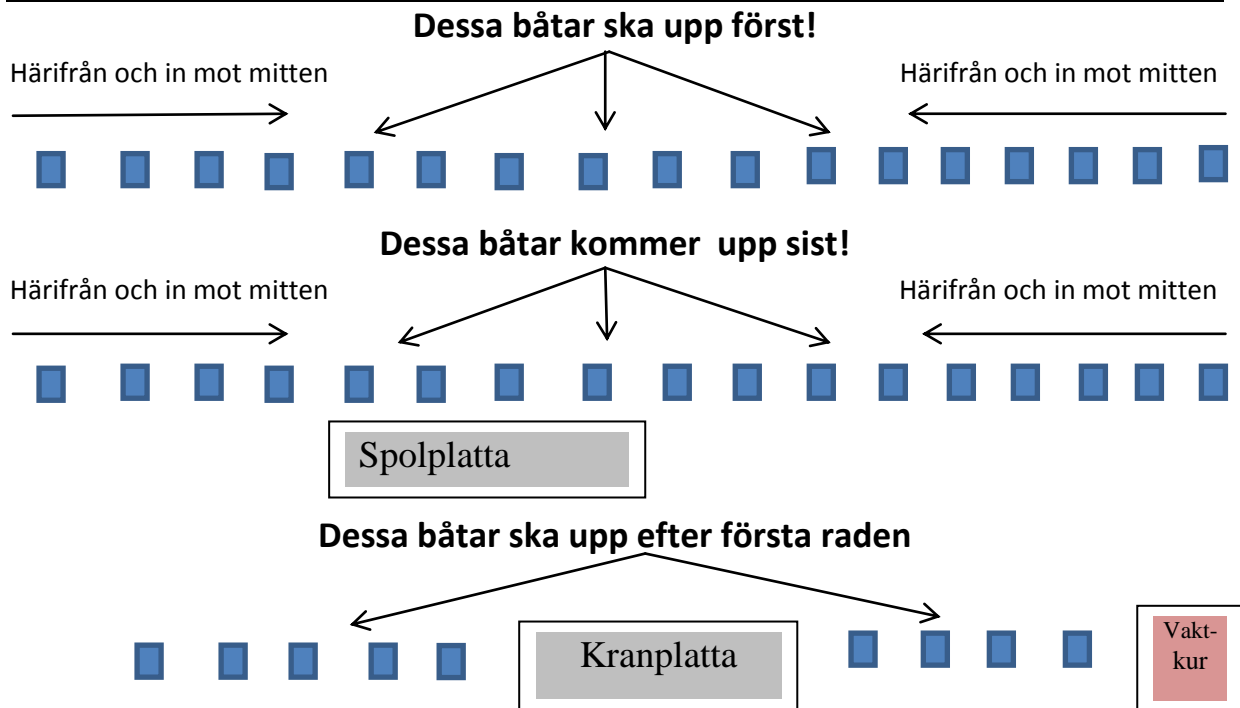 Dessa båtar ska upp först!
Härifrån och in mot mitten
Härifrån och in mot mitten
Dessa båtar kommer  upp sist!
Härifrån och in mot mitten
Härifrån och in mot mitten
Spolplatta
Dessa båtar ska upp efter första raden
Kranplatta
Vakt-
kur